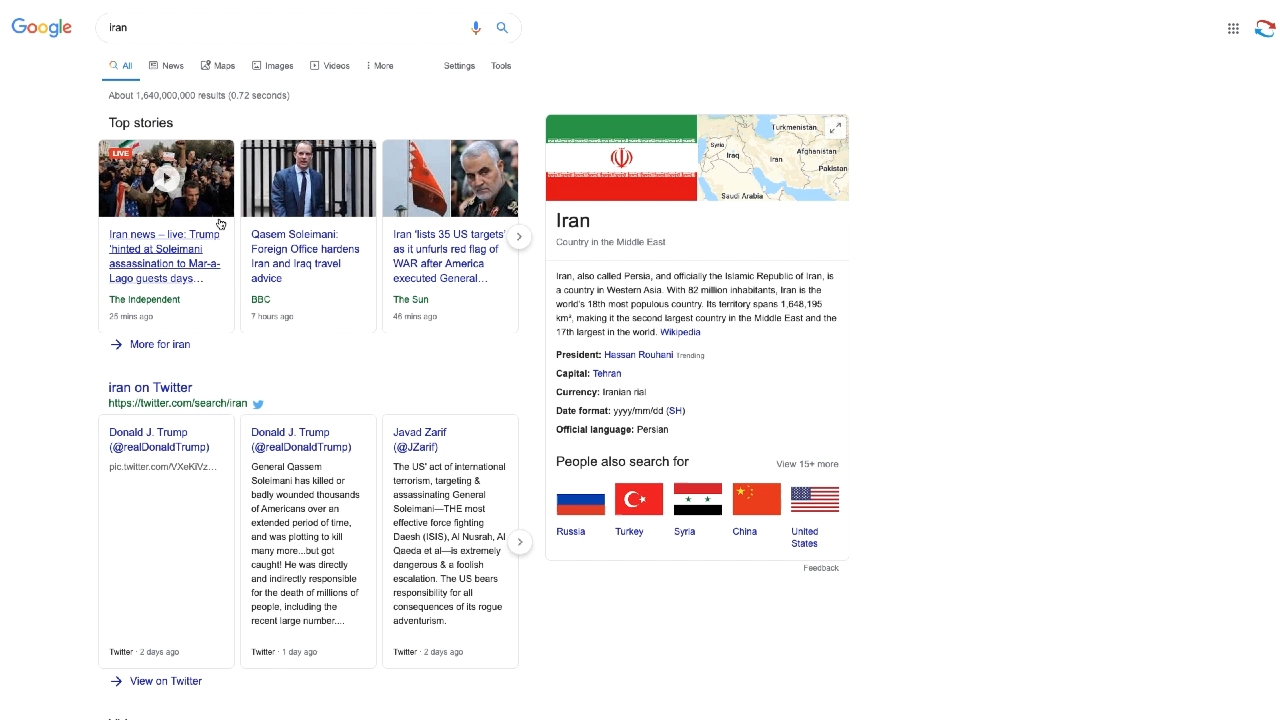 Google
iran
All
News
Maps
Images
Videos
More
Settings
Tools
About 1,640,000,000 results (0.72 seconds)
Top stories
LIVE
Iran news – live: Trump
'hinted at Soleimani
assassination to Mar-a-
Lago guests days…
The Independent
25 mins ago
Qasem Soleimani:
Foreign Office hardens
Iran and Iraq travel
advice
BBC
7 hours ago
Iran 'lists 35 US targets'
as it unfurls red flag of
WAR after America
executed General…
The Sun
46 mins ago
More for iran
iran on Twitter
https://twitter.com/search/iran
Donald J. Trump
(@realDonaldTrump)
pic.twitter.com/VXeKiVz…
Twitter · 2 days ago
Donald J. Trump
(@realDonaldTrump)
General Qassem
Soleimani has killed or
badly wounded thousands
of Americans over an
extended period of time,
and was plotting to kill
many more...but got
caught! He was directly
and indirectly responsible
for the death of millions of
people, including the
recent large number....
Twitter · 1 day ago
Javad Zarif
(@JZarif)
The US' act of international
terrorism, targeting &
assassinating General
Soleimani—THE most
effective force fighting
Daesh (ISIS), Al Nusrah, Al
Qaeda et al—is extremely
dangerous & a foolish
escalation. The US bears
responsibility for all
consequences of its rogue
adventurism.
Twitter · 2 days ago
View on Twitter
Turkmenistan
Syria
Iraq
Iran
Afghanistan
Pakistan
Saudi Arabia
Iran
Country in the Middle East
Iran, also called Persia, and officially the Islamic Republic of Iran, is
a country in Western Asia. With 82 million inhabitants, Iran is the
world's 18th most populous country. Its territory spans 1,648,195
km², making it the second largest country in the Middle East and the
17th largest in the world. Wikipedia
President: Hassan Rouhani Trending
Capital: Tehran
Currency: Iranian rial
Date format: yyyy/mm/dd (SH)
Official language: Persian
People also search for
View 15+ more
Russia
Turkey
Syria
China
United
States
Feedback